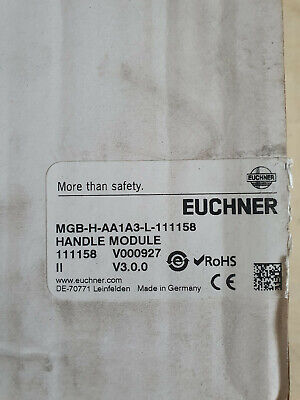 EUCHNER
More than safety.
EUCHNER
MGB-H-AA1A3-L-111158
HANDLE MODULE
111158 V000927
II V3.0.0
RoHS
www.euchner.com
DE-70771 Leinfelden Made in Germany
CE